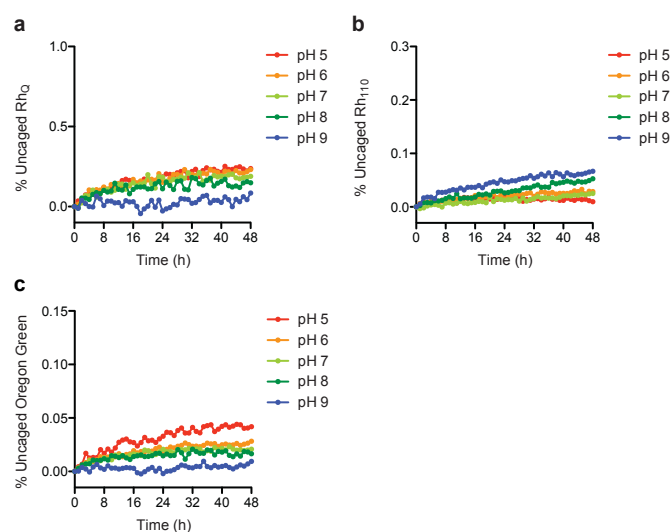 a
% Uncaged RhQ
1.0
0.5
0.0
0 8 16 24 32 40 48
Time (h)
pH 5
pH 6
pH 7
pH 8
pH 9
b
% Uncaged Rh110
0.3
0.2
0.1
0.0
0 8 16 24 32 40 48
Time (h)
pH 5
pH 6
pH 7
pH 8
pH 9
c
% Uncaged Oregon Green
0.15
0.10
0.05
0.00
0 8 16 24 32 40 48
Time (h)
pH 5
pH 6
pH 7
pH 8
pH 9